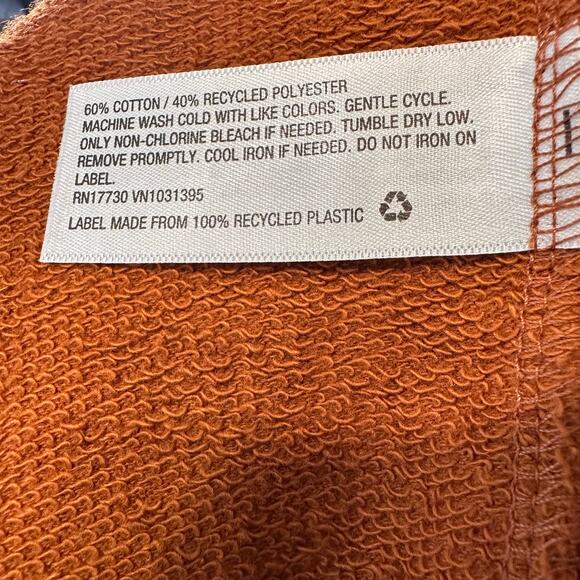 60% COTTON / 40% RECYCLED POLYESTER
MACHINE WASH COLD WITH LIKE COLORS. GENTLE CYCLE.
ONLY NON-CHLORINE BLEACH IF NEEDED. TUMBLE DRY LOW.
REMOVE PROMPTLY. COOL IRON IF NEEDED. DO NOT IRON ON
LABEL.
RN17730 VN1031395
LABEL MADE FROM 100% RECYCLED PLASTIC